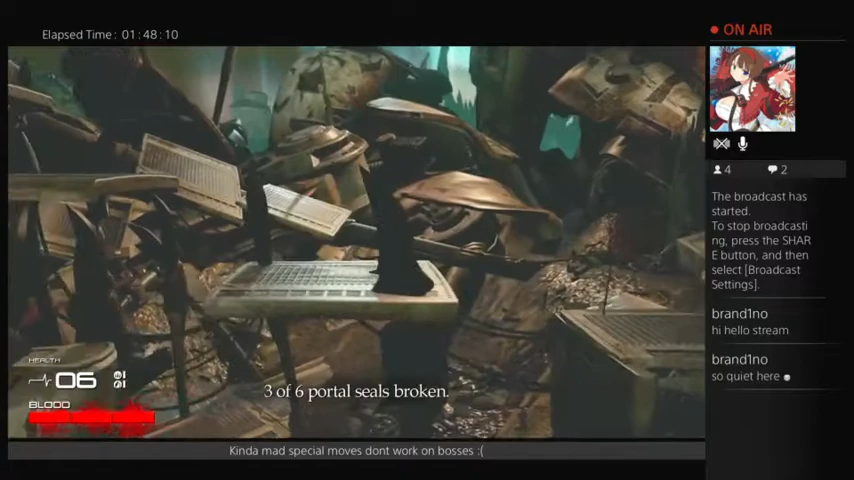 Elapsed Time : 01:48:10
ON AIR
4
2
The broadcast has
started.
To stop broadcasti
ng, press the SHAR
E button, and then
select [Broadcast
Settings].
brand1no
hi hello stream
brand1no
so quiet here
HEALTH
06
BLOOD
3 of 6 portal seals broken.
Kinda mad special moves dont work on bosses :(